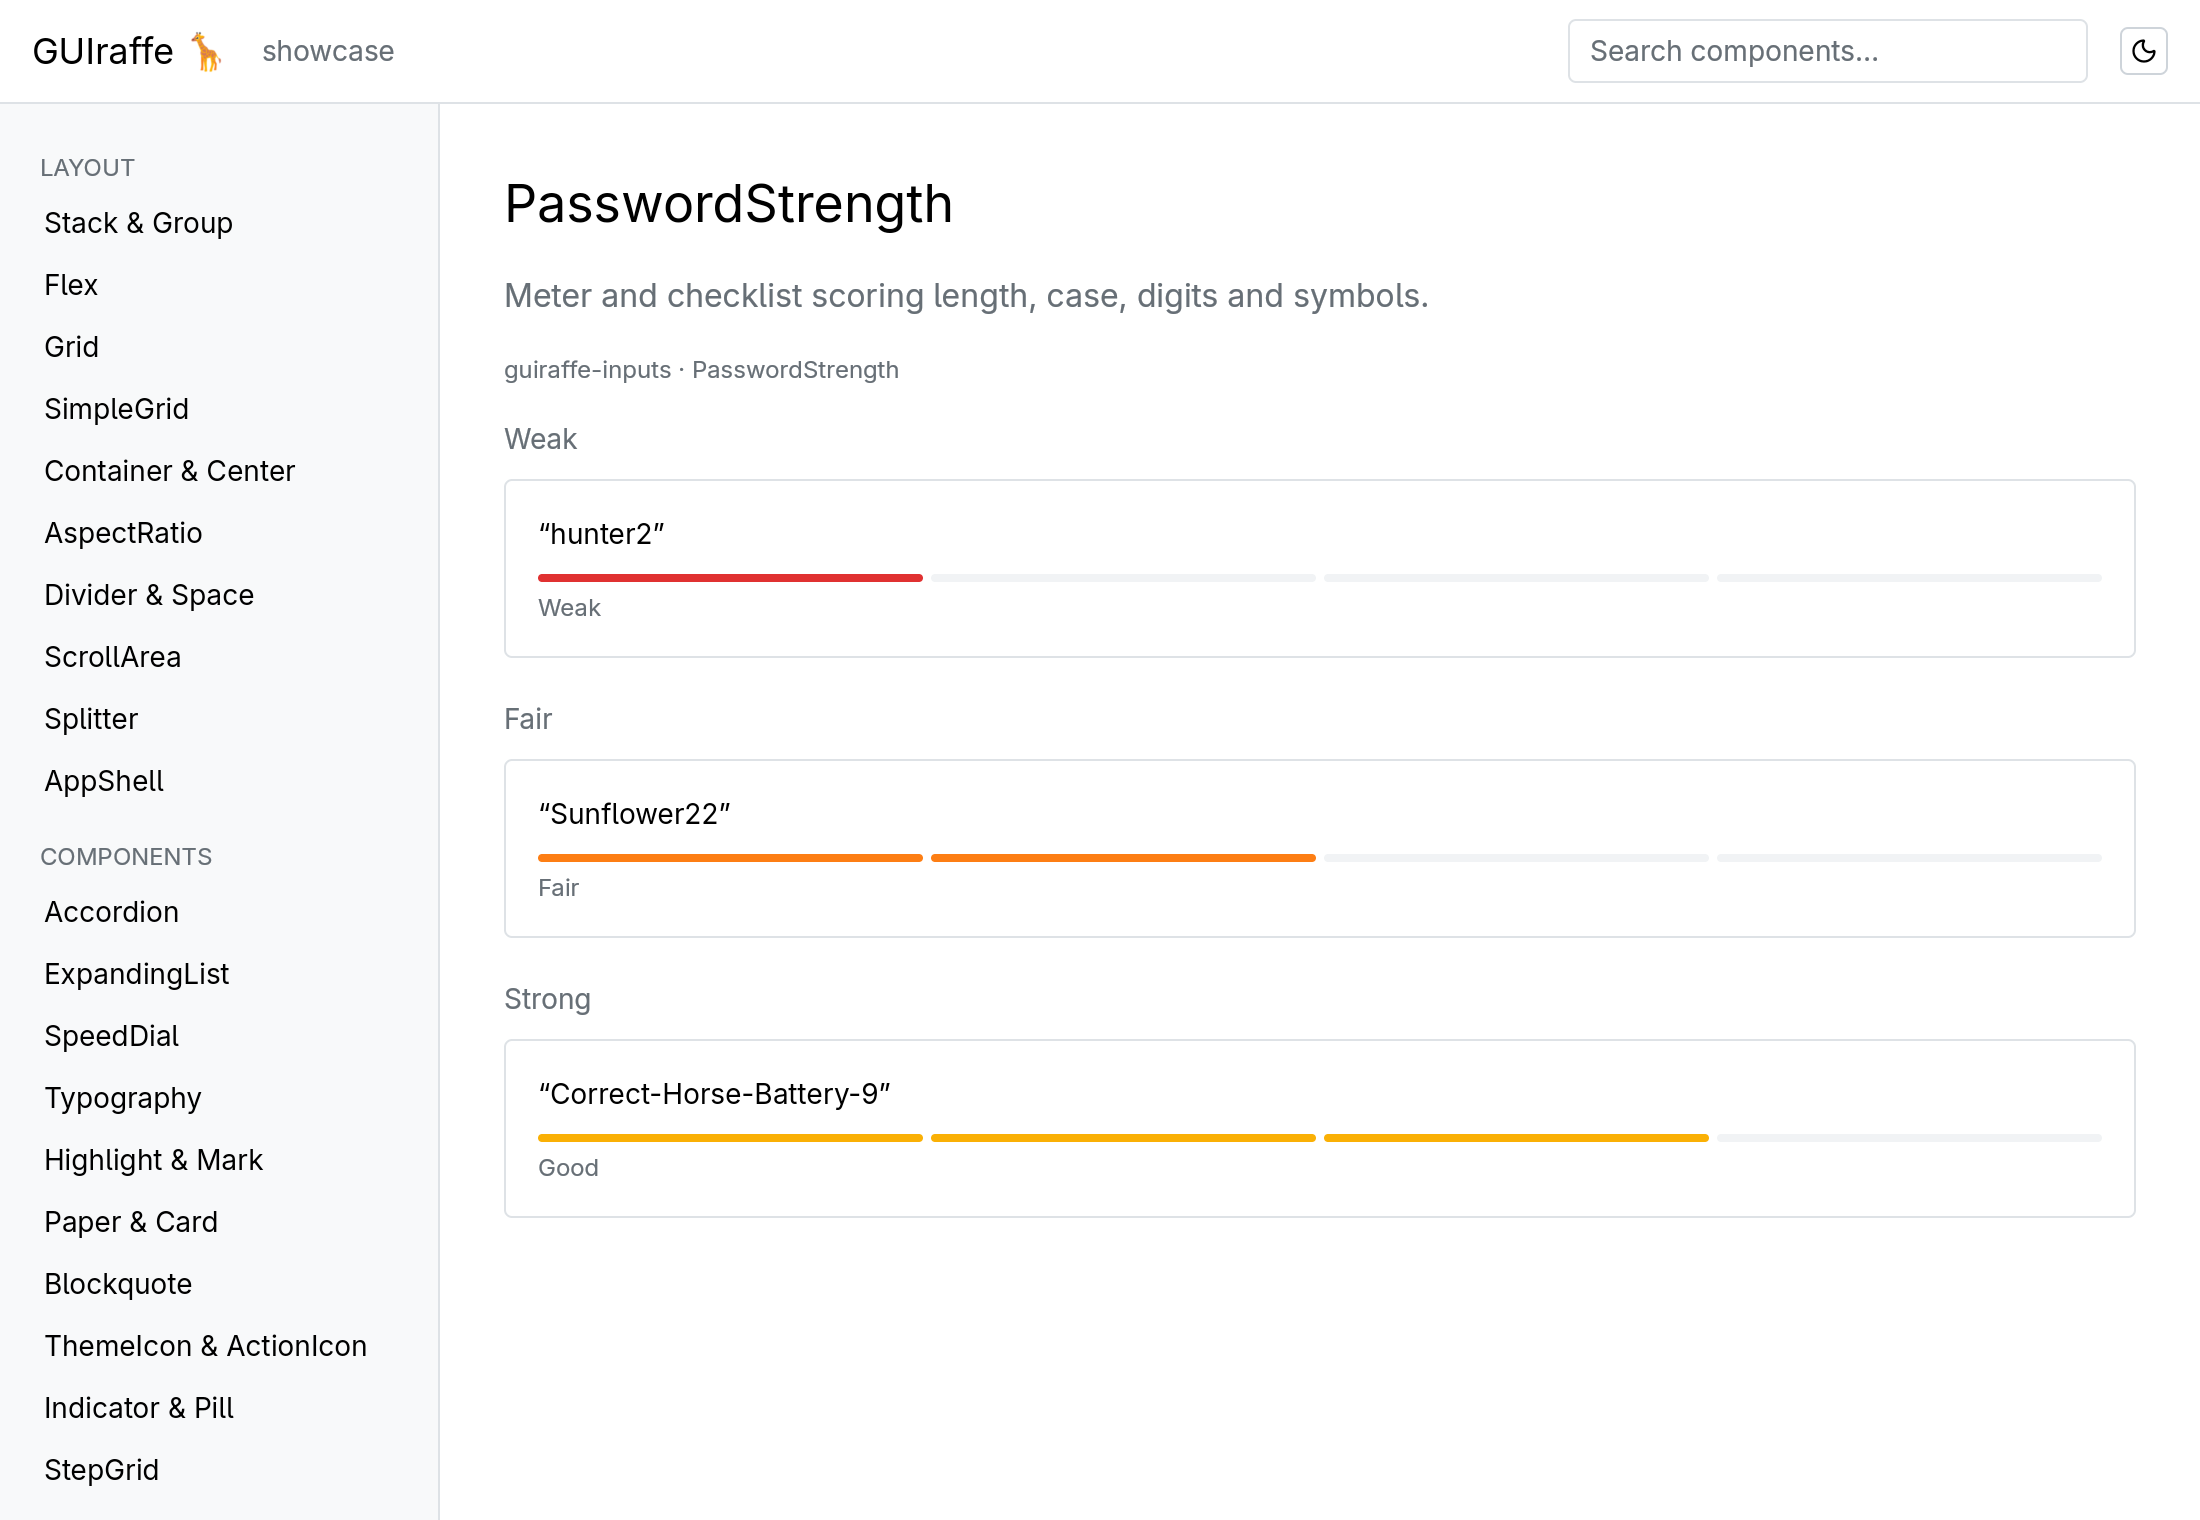 GUIraffe 🦒 showcase Search components...
LAYOUT
Stack & Group
Flex
Grid
SimpleGrid
Container & Center
AspectRatio
Divider & Space
ScrollArea
Splitter
AppShell
COMPONENTS
Accordion
ExpandingList
SpeedDial
Typography
Highlight & Mark
Paper & Card
Blockquote
ThemeIcon & ActionIcon
Indicator & Pill
StepGrid
PasswordStrength
Meter and checklist scoring length, case, digits and symbols.
guiraffe-inputs · PasswordStrength
Weak
“hunter2”
Weak
Fair
“Sunflower22”
Fair
Strong
“Correct-Horse-Battery-9”
Good